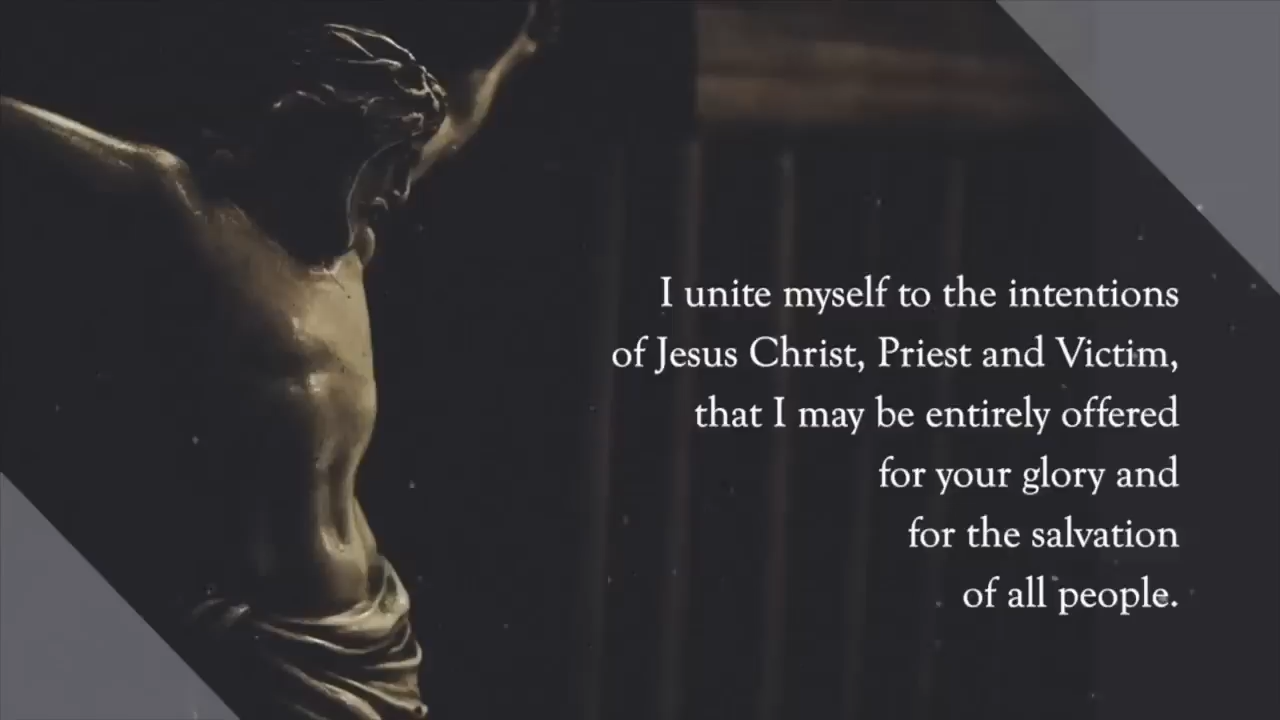 I unite myself to the intentions
of Jesus Christ, Priest and Victim,
that I may be entirely offered
for your glory and
for the salvation
of all people.